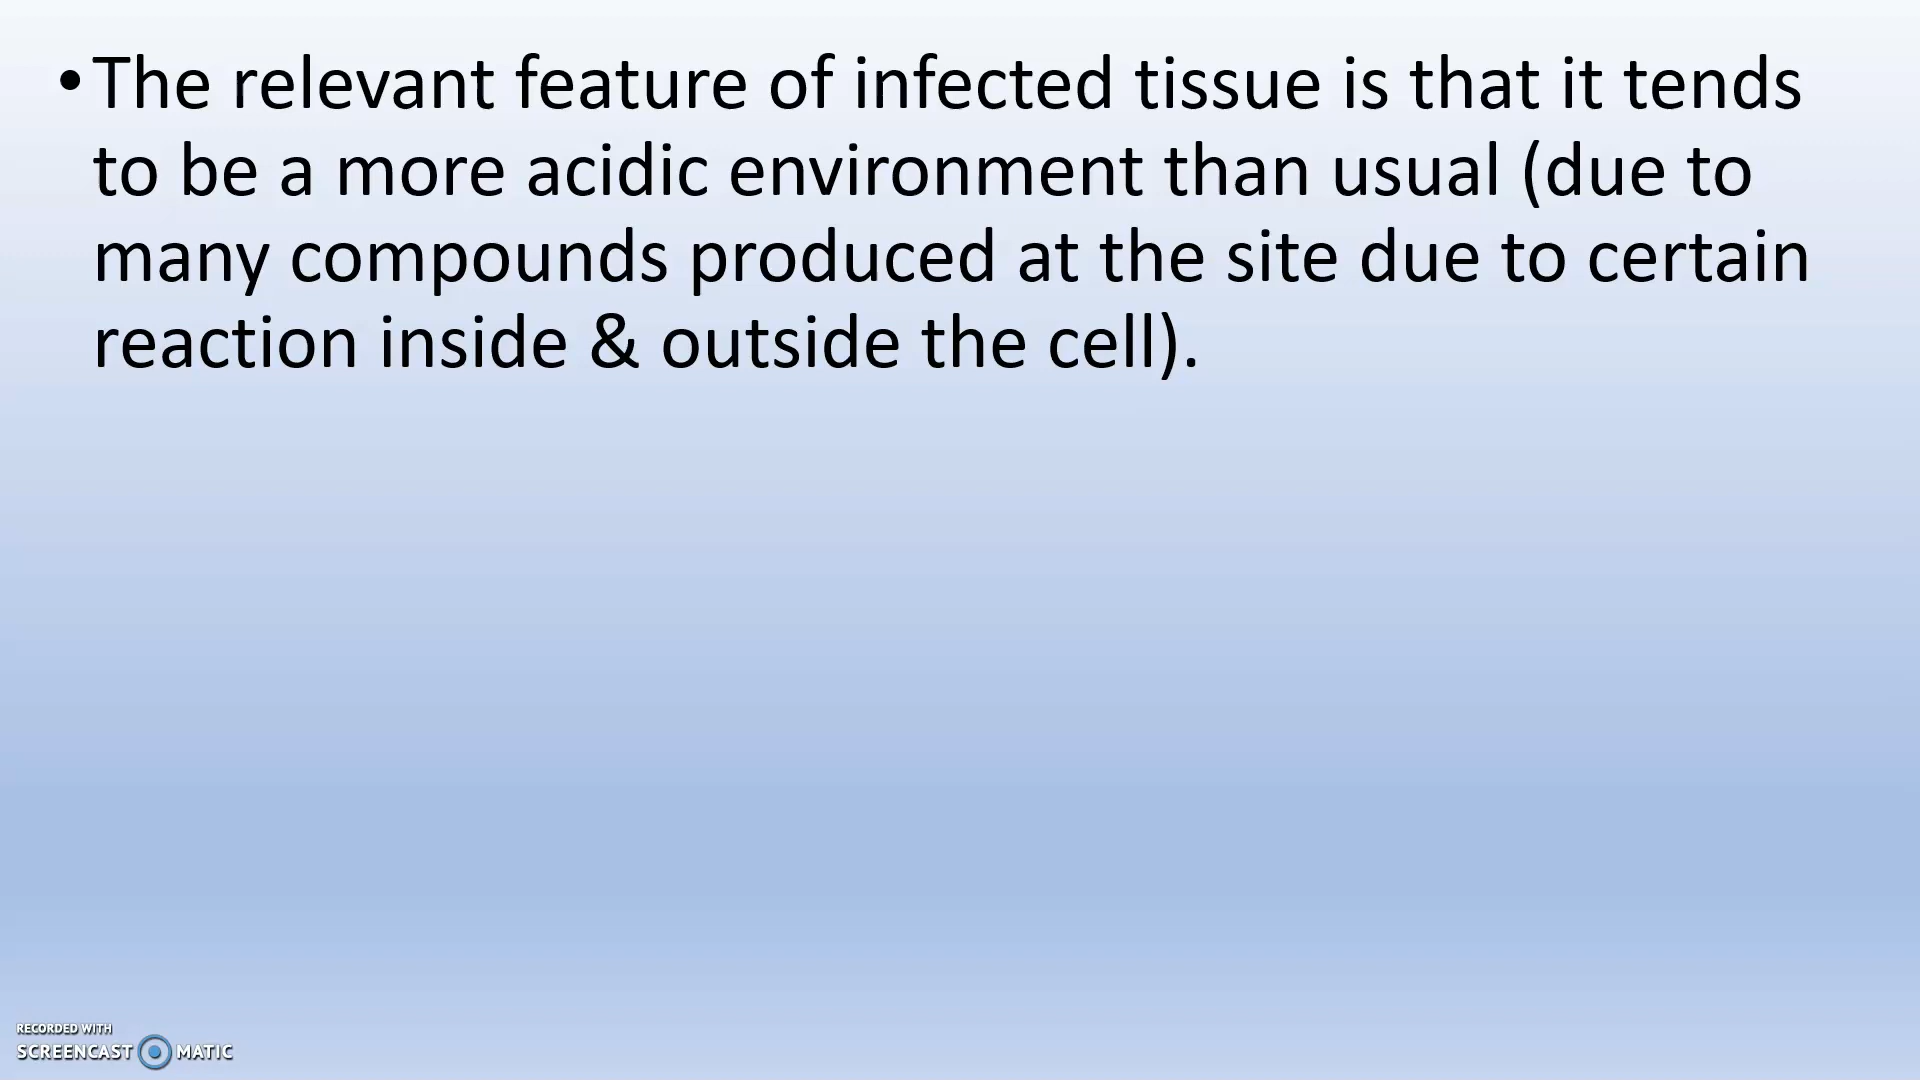 •The relevant feature of infected tissue is that it tends
to be a more acidic environment than usual (due to
many compounds produced at the site due to certain
reaction inside & outside the cell).
RECORDED WITH
SCREENCAST MATIC